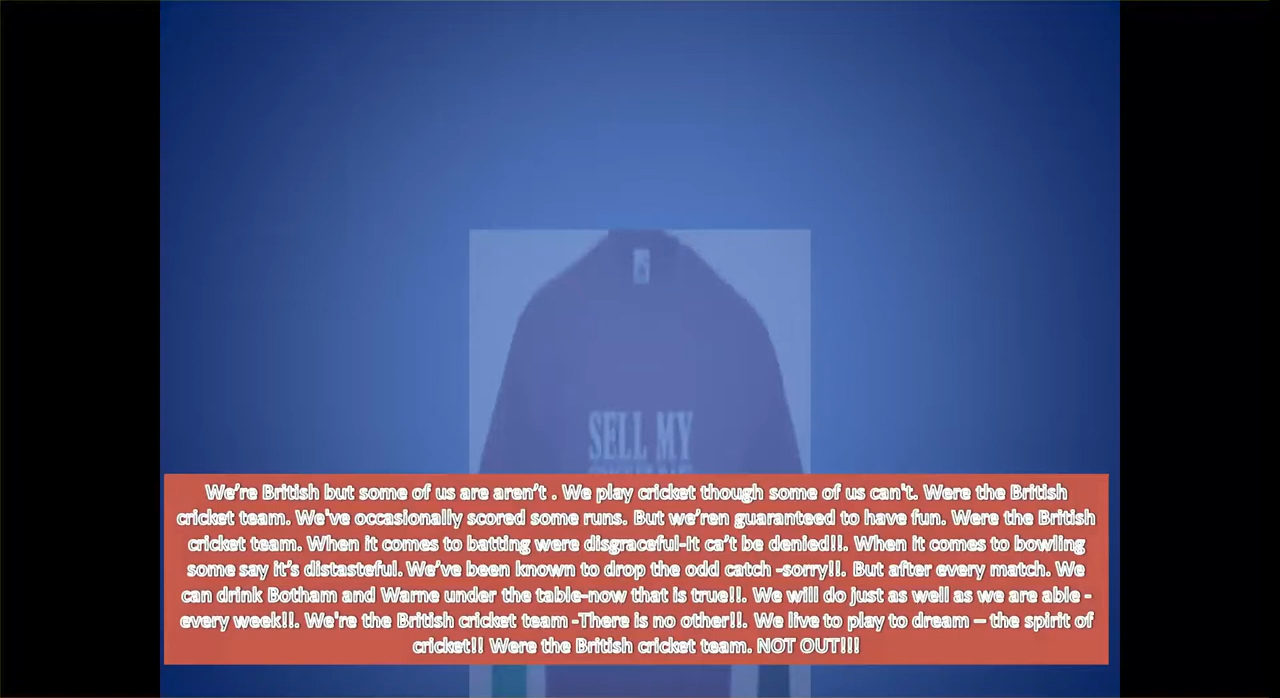 SELL MY
We're British but some of us are aren't . We play cricket though some of us can't. Were the British
cricket team. We've occasionally scored some runs. But we'ren guaranteed to have fun. Were the British
cricket team. When it comes to batting were disgraceful-It ca't be denied!!. When it comes to bowling
some say it's distasteful. We've been known to drop the odd catch -sorry!!. But after every match. We
can drink Botham and Warne under the table-now that is true!!. We will do just as well as we are able -
every week!!. We're the British cricket team -There is no other!!. We live to play to dream – the spirit of
cricket!! Were the British cricket team. NOT OUT!!!